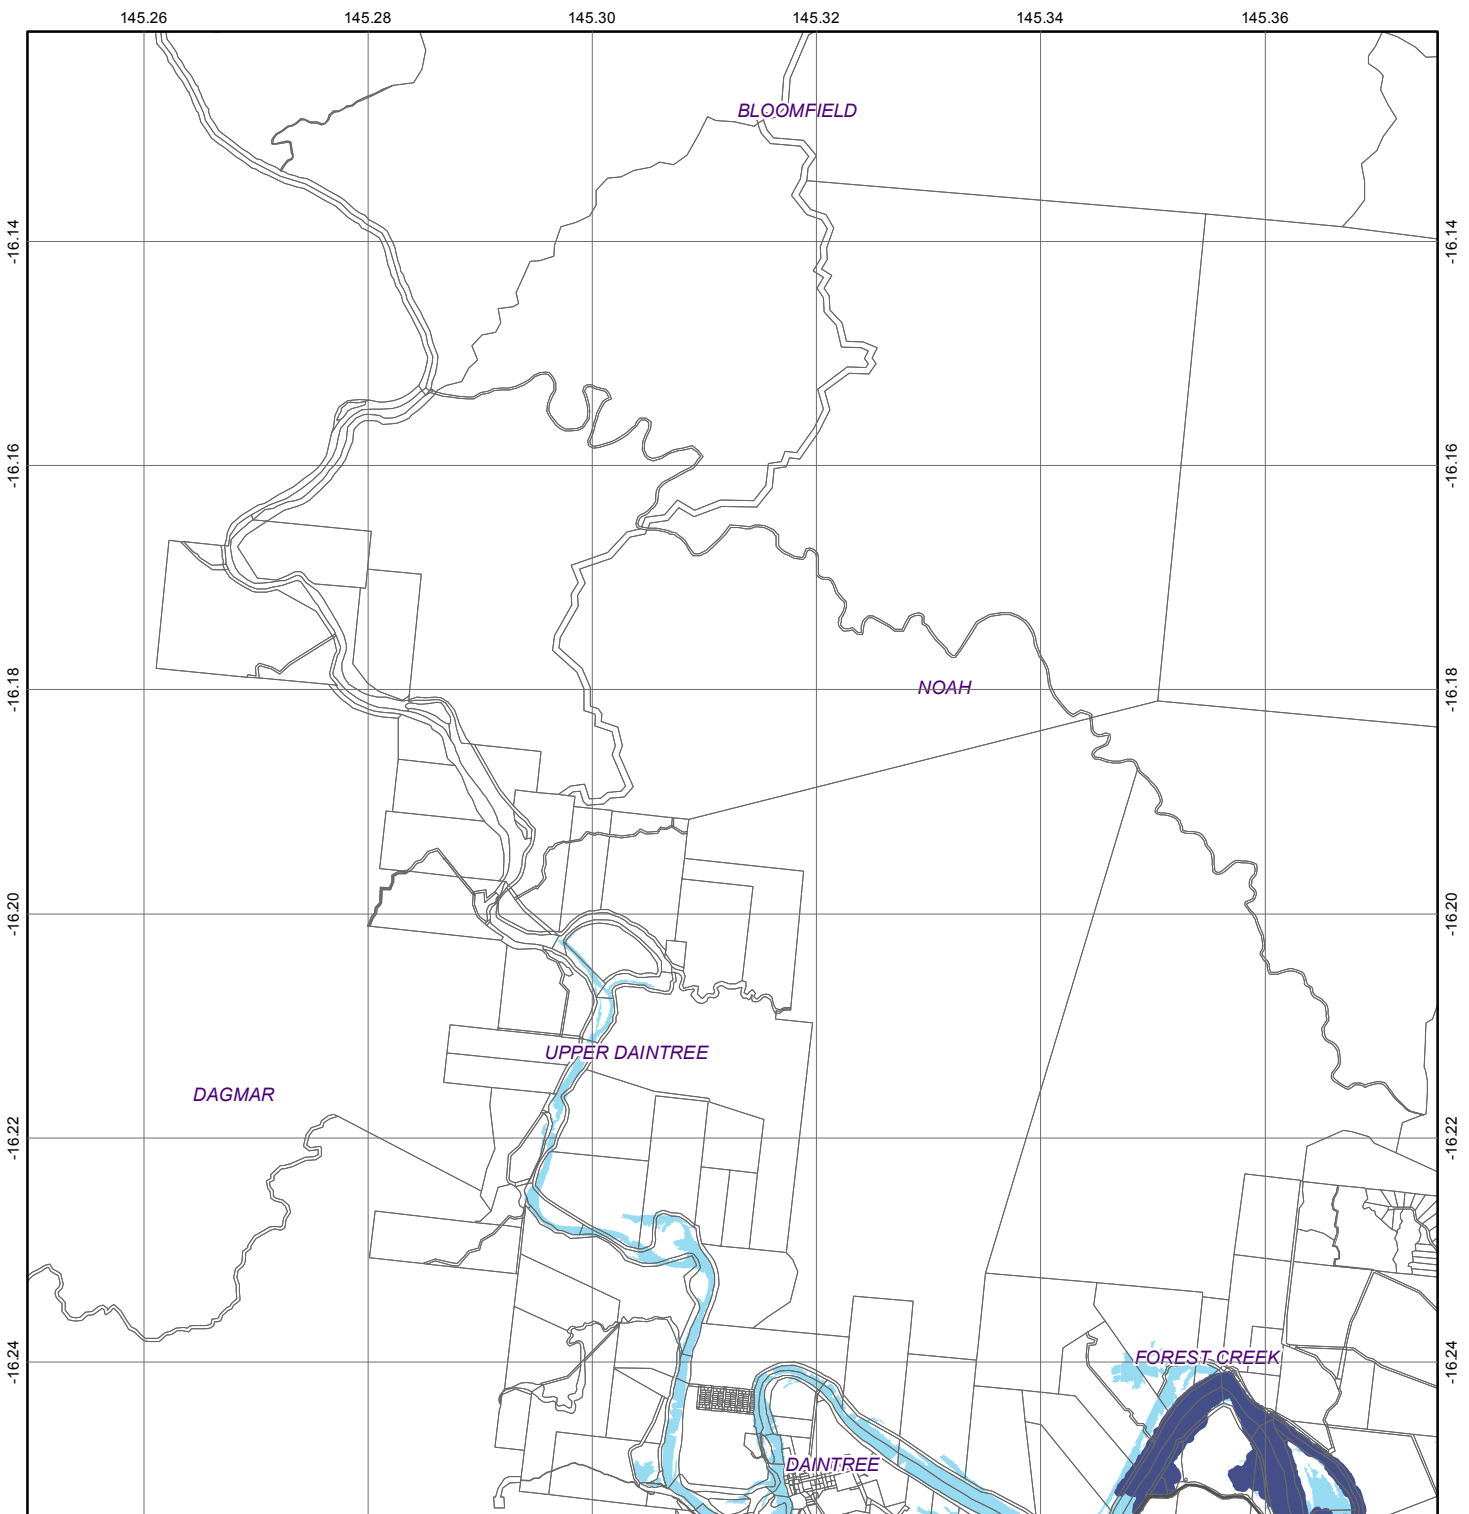 145.26 145.28 145.30 145.32 145.34 145.36
BLOOMFIELD
-16.14 -16.14
-16.16 -16.16
NOAH
-16.18 -16.18
-16.20 -16.20
UPPER DAINTREE
DAGMAR
-16.22 -16.22
FOREST CREEK
-16.24 -16.24
DAINTREE